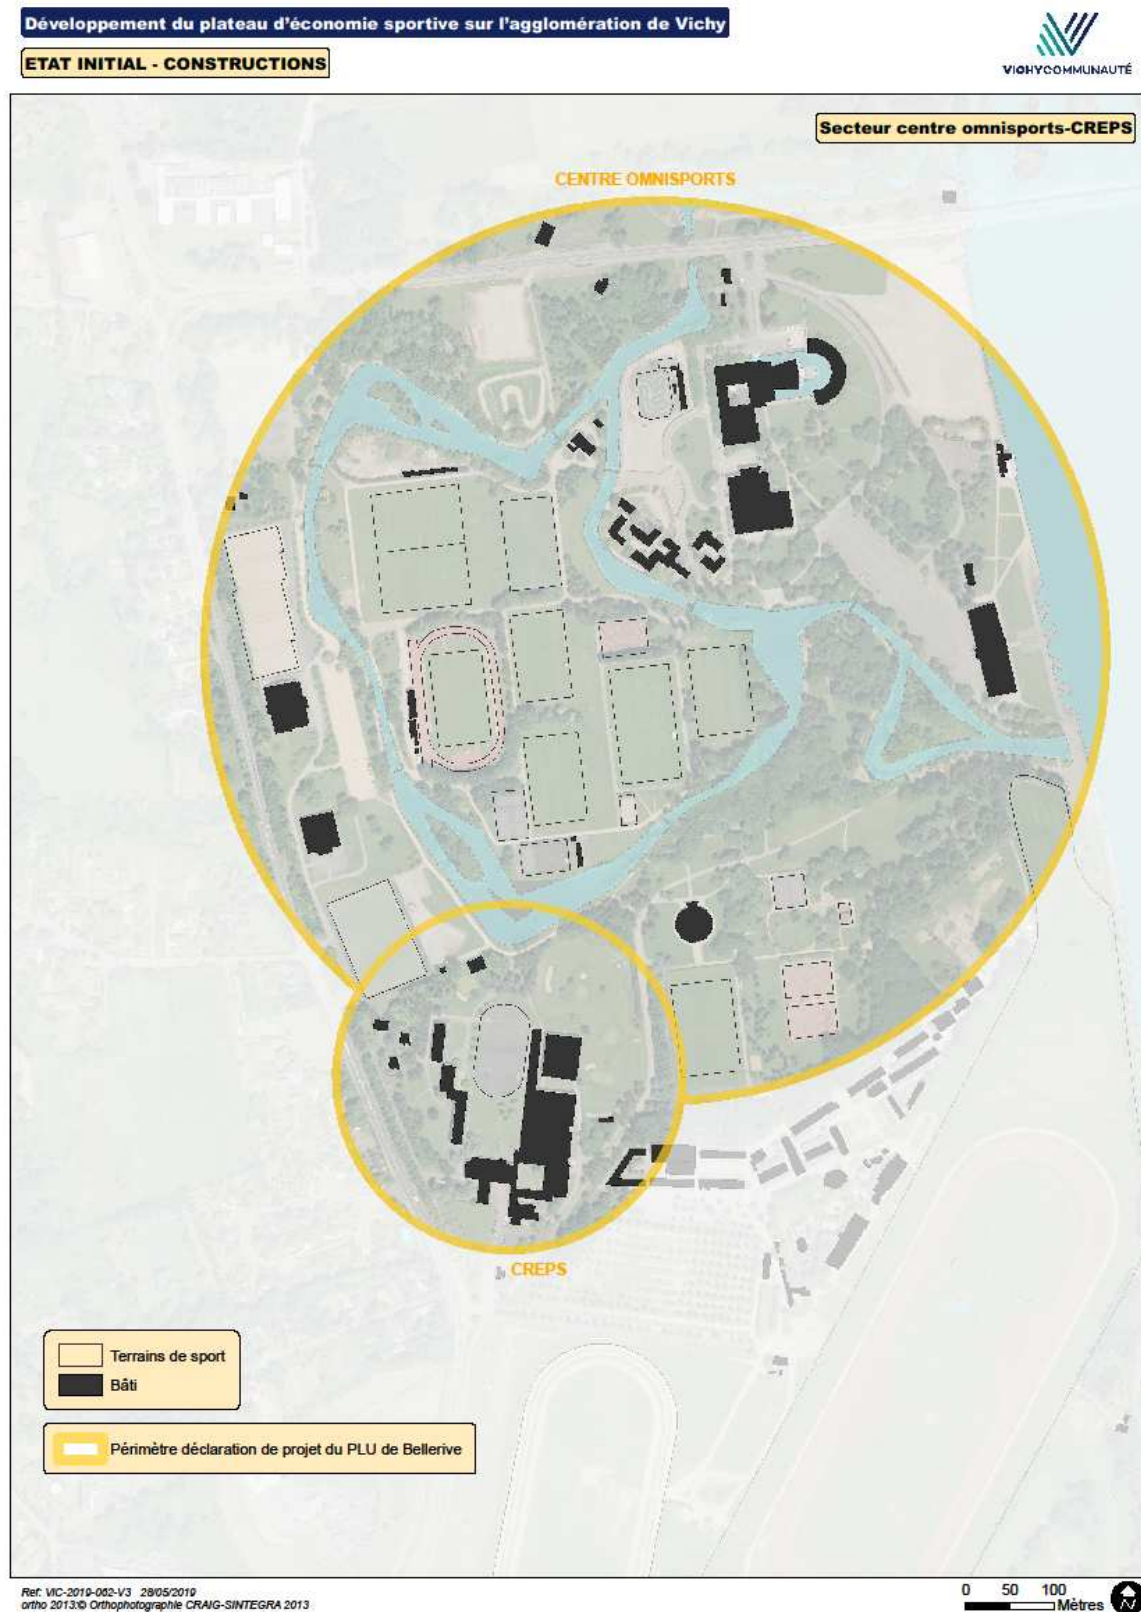 Développement du plateau d'économie sportive sur l'agglomération de Vichy
ETAT INITIAL - CONSTRUCTIONS
VICHYCOMMUNAUTÉ
Secteur centre omnisports-CREPS
CENTRE OMNISPORTS
CREPS
Terrains de sport
Bâti
Périmètre déclaration de projet du PLU de Bellerive
Ref: VIC-2019-062-V3 28/05/2019
ortho 2013:© Orthophotographie CRAIG-SINTEGRA 2013
0 50 100
Mètres
N